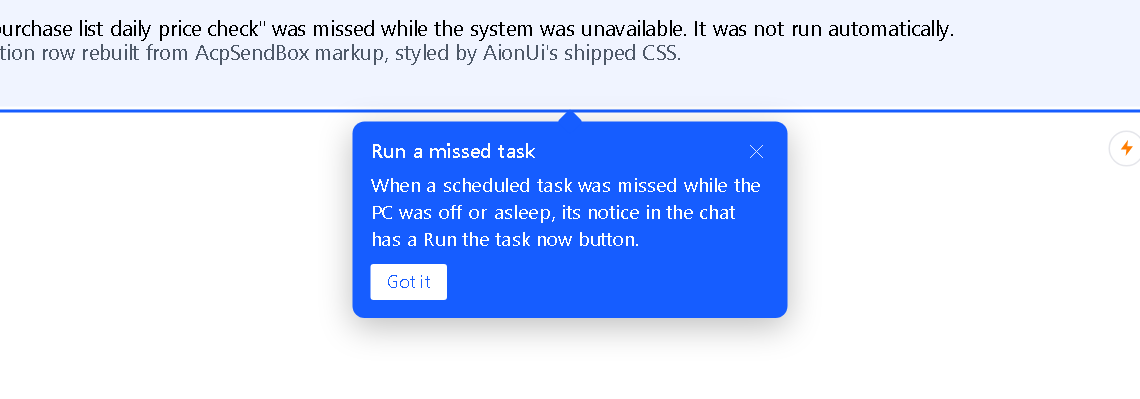 purchase list daily price check" was missed while the system was unavailable. It was not run automatically.
tion row rebuilt from AcpSendBox markup, styled by AionUi's shipped CSS.
Run a missed task
When a scheduled task was missed while the
PC was off or asleep, its notice in the chat
has a Run the task now button.
Got it